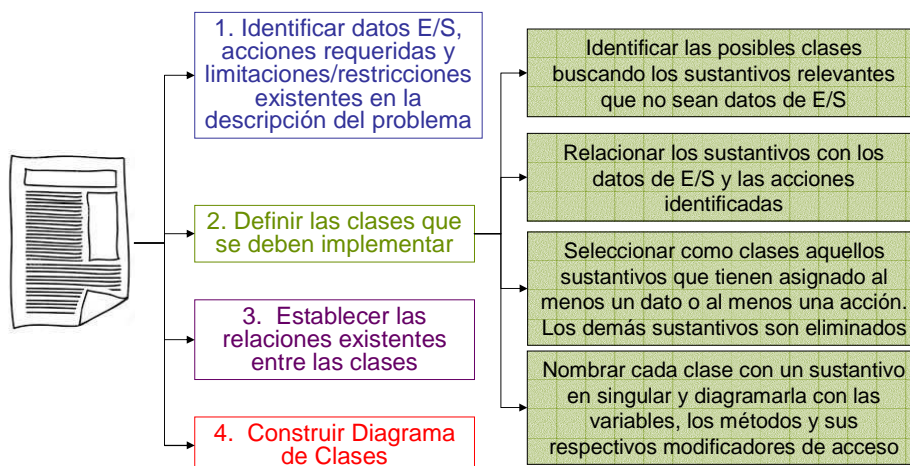 1. Identificar datos E/S,
acciones requeridas y
limitaciones/restricciones
existentes en la
descripción del problema
2. Definir las clases que
se deben implementar
3. Establecer las
relaciones existentes
entre las clases
4. Construir Diagrama
de Clases
Identificar las posibles clases
buscando los sustantivos relevantes
que no sean datos de E/S
Relacionar los sustantivos con los
datos de E/S y las acciones
identificadas
Seleccionar como clases aquellos
sustantivos que tienen asignado al
menos un dato o al menos una acción.
Los demás sustantivos son eliminados
Nombrar cada clase con un sustantivo
en singular y diagramarla con las
variables, los métodos y sus
respectivos modificadores de acceso